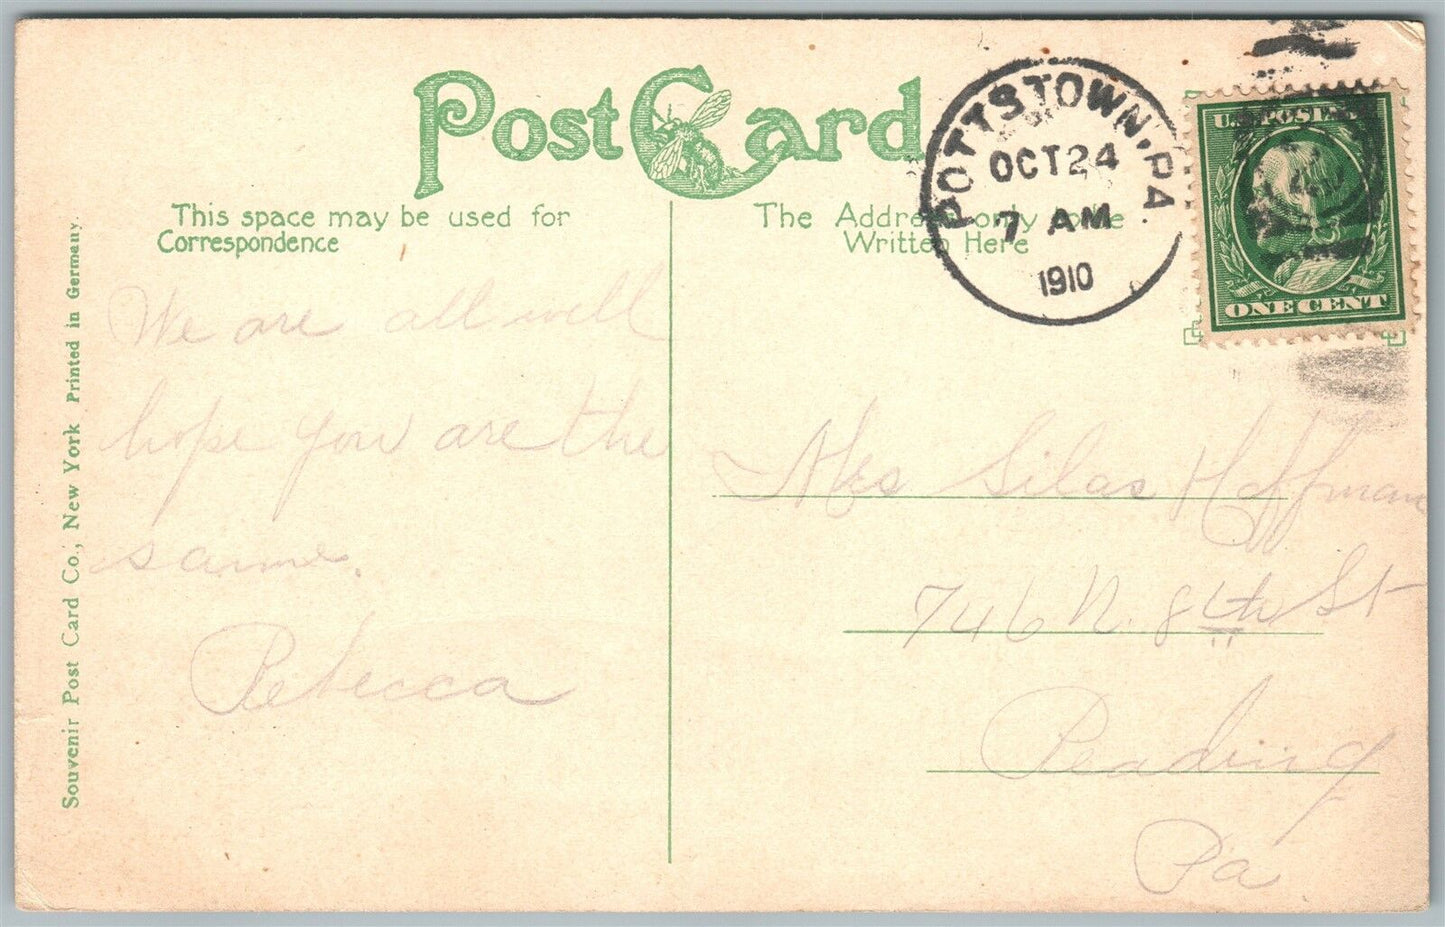 Post Card
This space may be used for
Correspondence
The Address only to be
Written Here
POTTSTOWN, PA.
OCT 24
7 AM
1910
U.S. POSTAGE
ONE CENT
We are all well
hope you are the
same.
Rebecca
Mrs Silas Hoffman
746 N. 8th St
Reading
Pa
Souvenir Post Card Co., New York Printed in Germany.